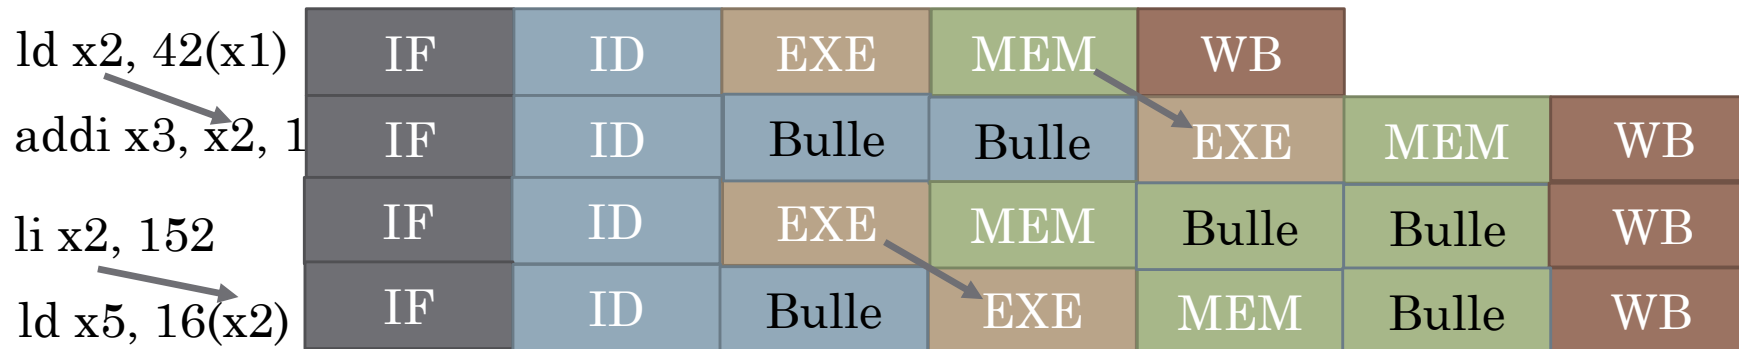 ld x2, 42(x1) IF ID EXE MEM WB
addi x3, x2, 1 IF ID Bulle Bulle EXE MEM WB
li x2, 152 IF ID EXE MEM Bulle Bulle WB
ld x5, 16(x2) IF ID Bulle EXE MEM Bulle WB